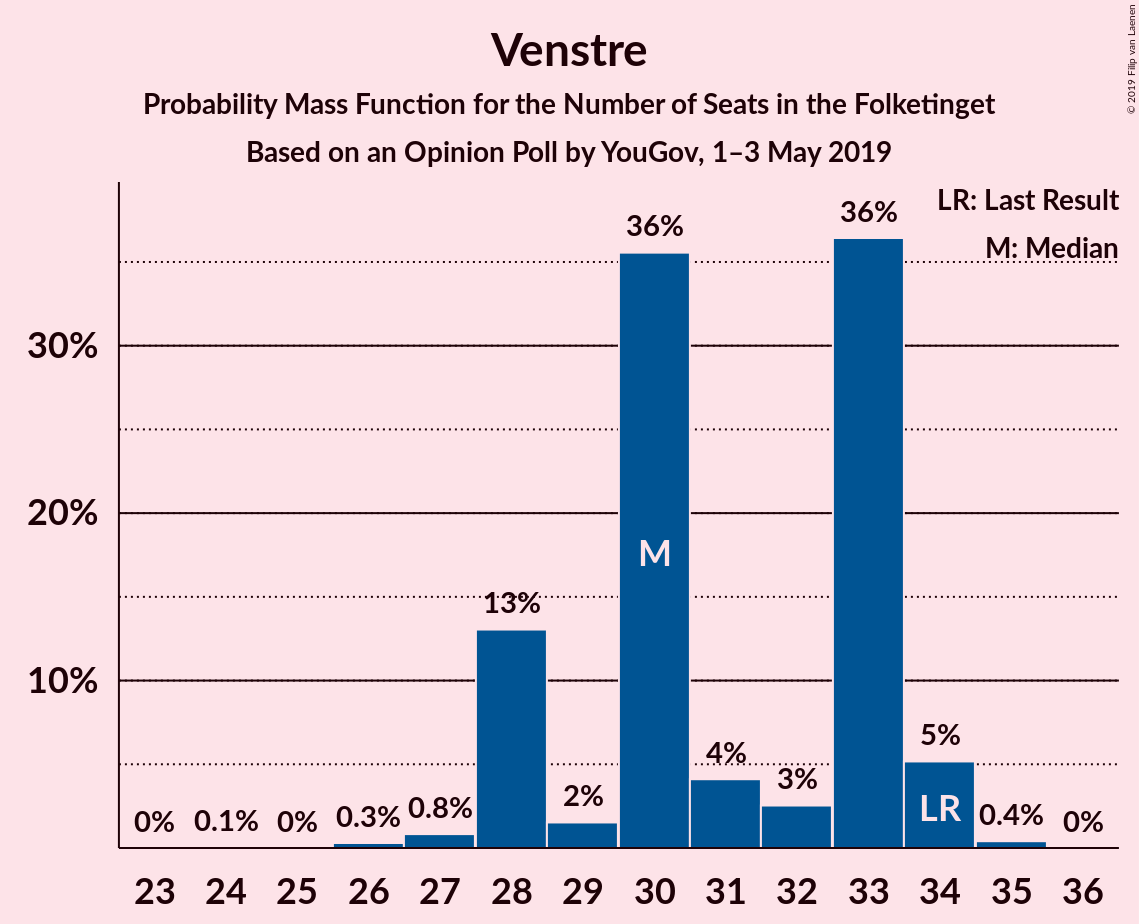 Venstre
Probability Mass Function for the Number of Seats in the Folketinget
Based on an Opinion Poll by YouGov, 1–3 May 2019
© 2019 Filip van Laenen
LR: Last Result
M: Median
36%
36%
30%
20%
M
13%
10%
5%
4%
3%
2%
LR
0.8%
0.4%
0.3%
0%
0.1%
0%
0%
23 24 25 26 27 28 29 30 31 32 33 34 35 36